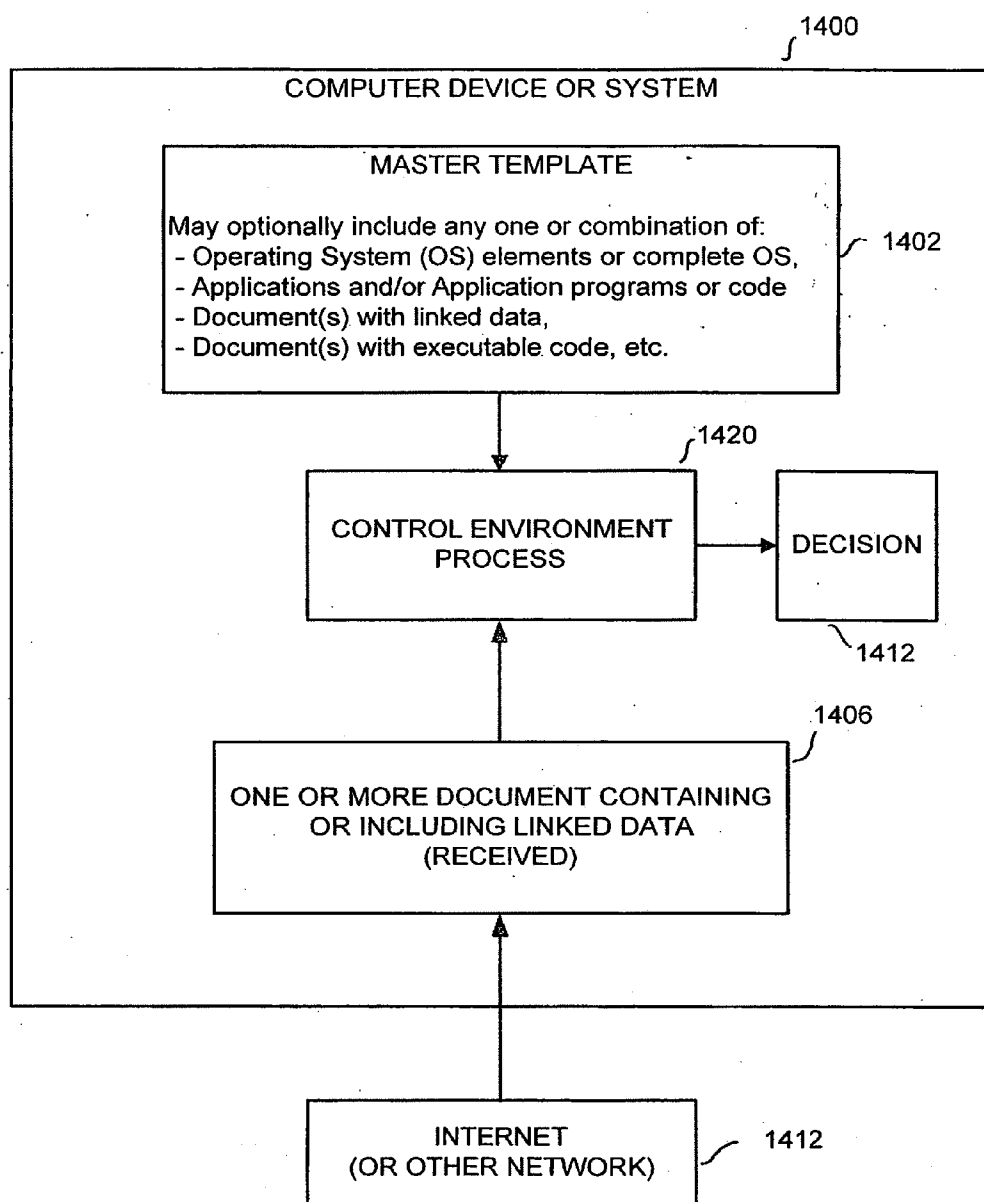 1400
COMPUTER DEVICE OR SYSTEM
MASTER TEMPLATE
May optionally include any one or combination of:
- Operating System (OS) elements or complete OS,
- Applications and/or Application programs or code
- Document(s) with linked data,
- Document(s) with executable code, etc.
1402
1420
CONTROL ENVIRONMENT
PROCESS
DECISION
1412
1406
ONE OR MORE DOCUMENT CONTAINING
OR INCLUDING LINKED DATA
(RECEIVED)
INTERNET
(OR OTHER NETWORK)
1412